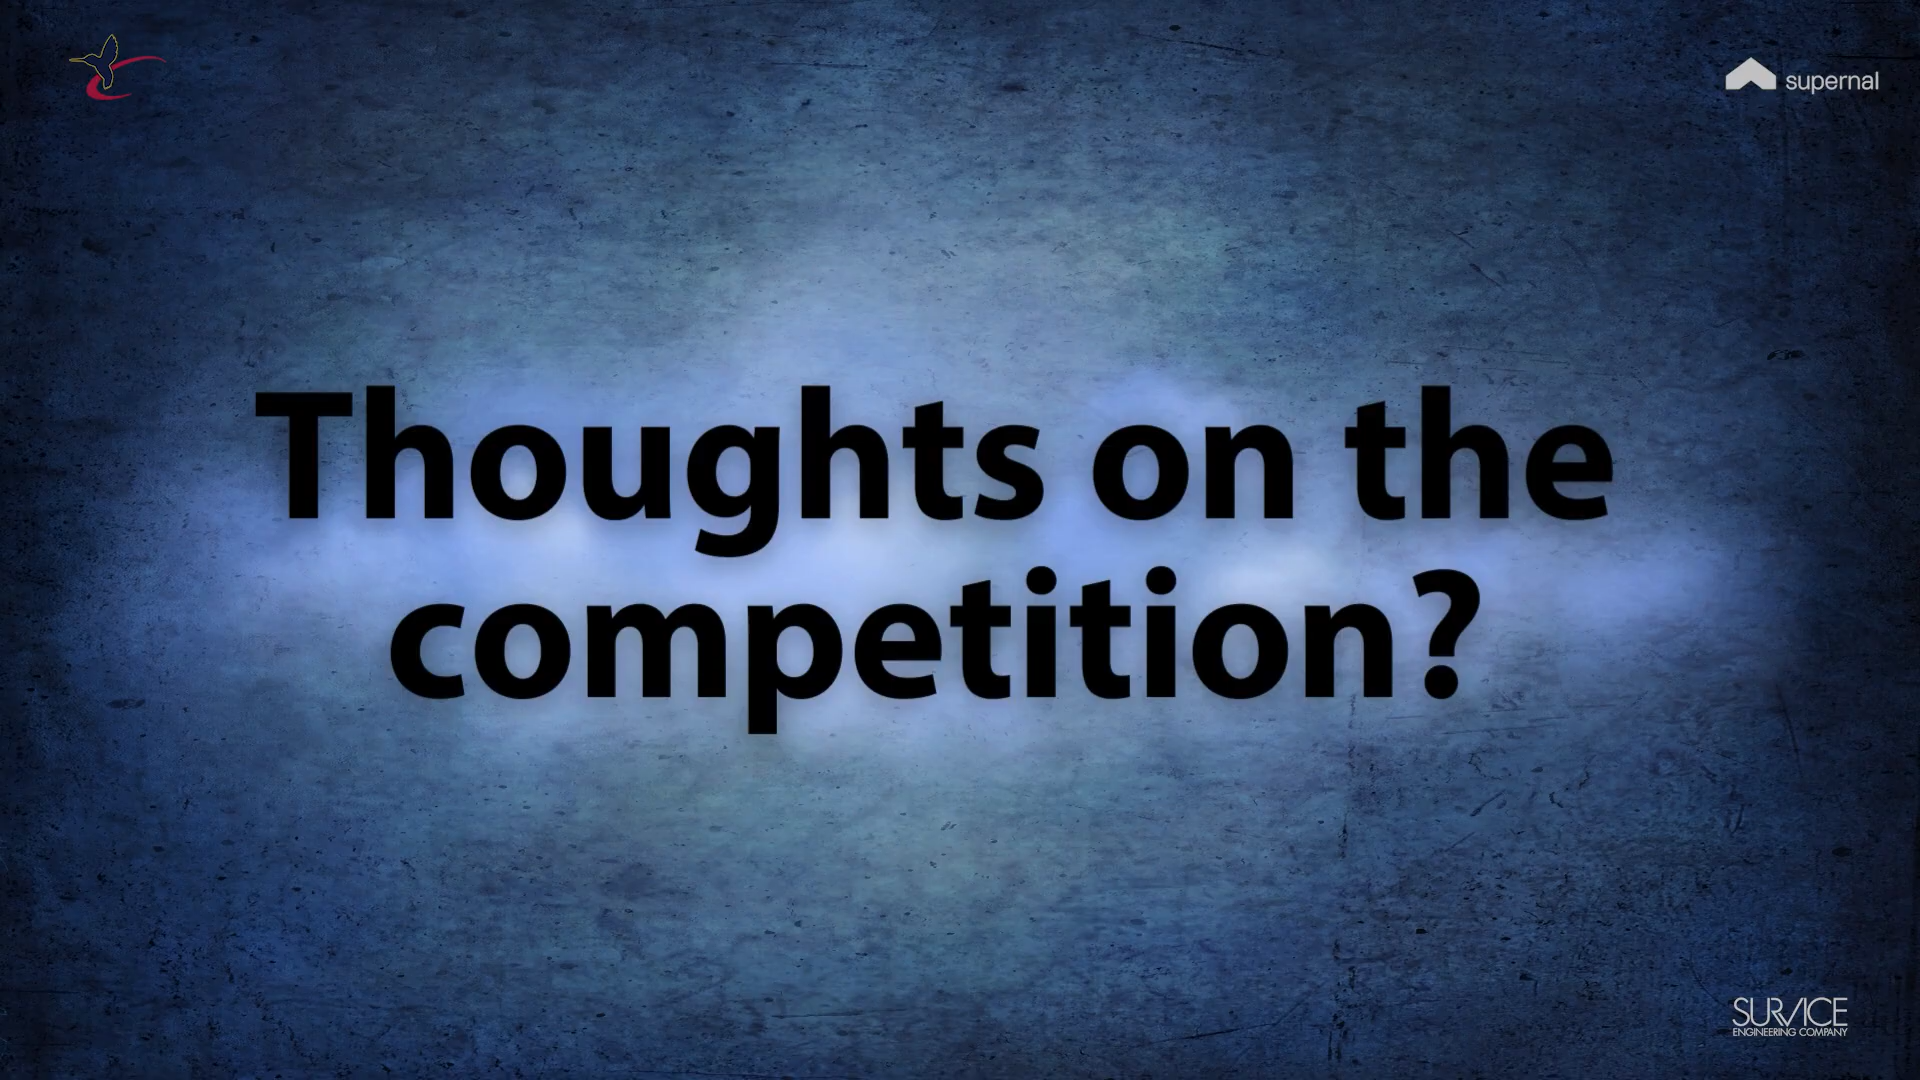 supernal
Thoughts on the
competition?
SURVICE
ENGINEERING COMPANY